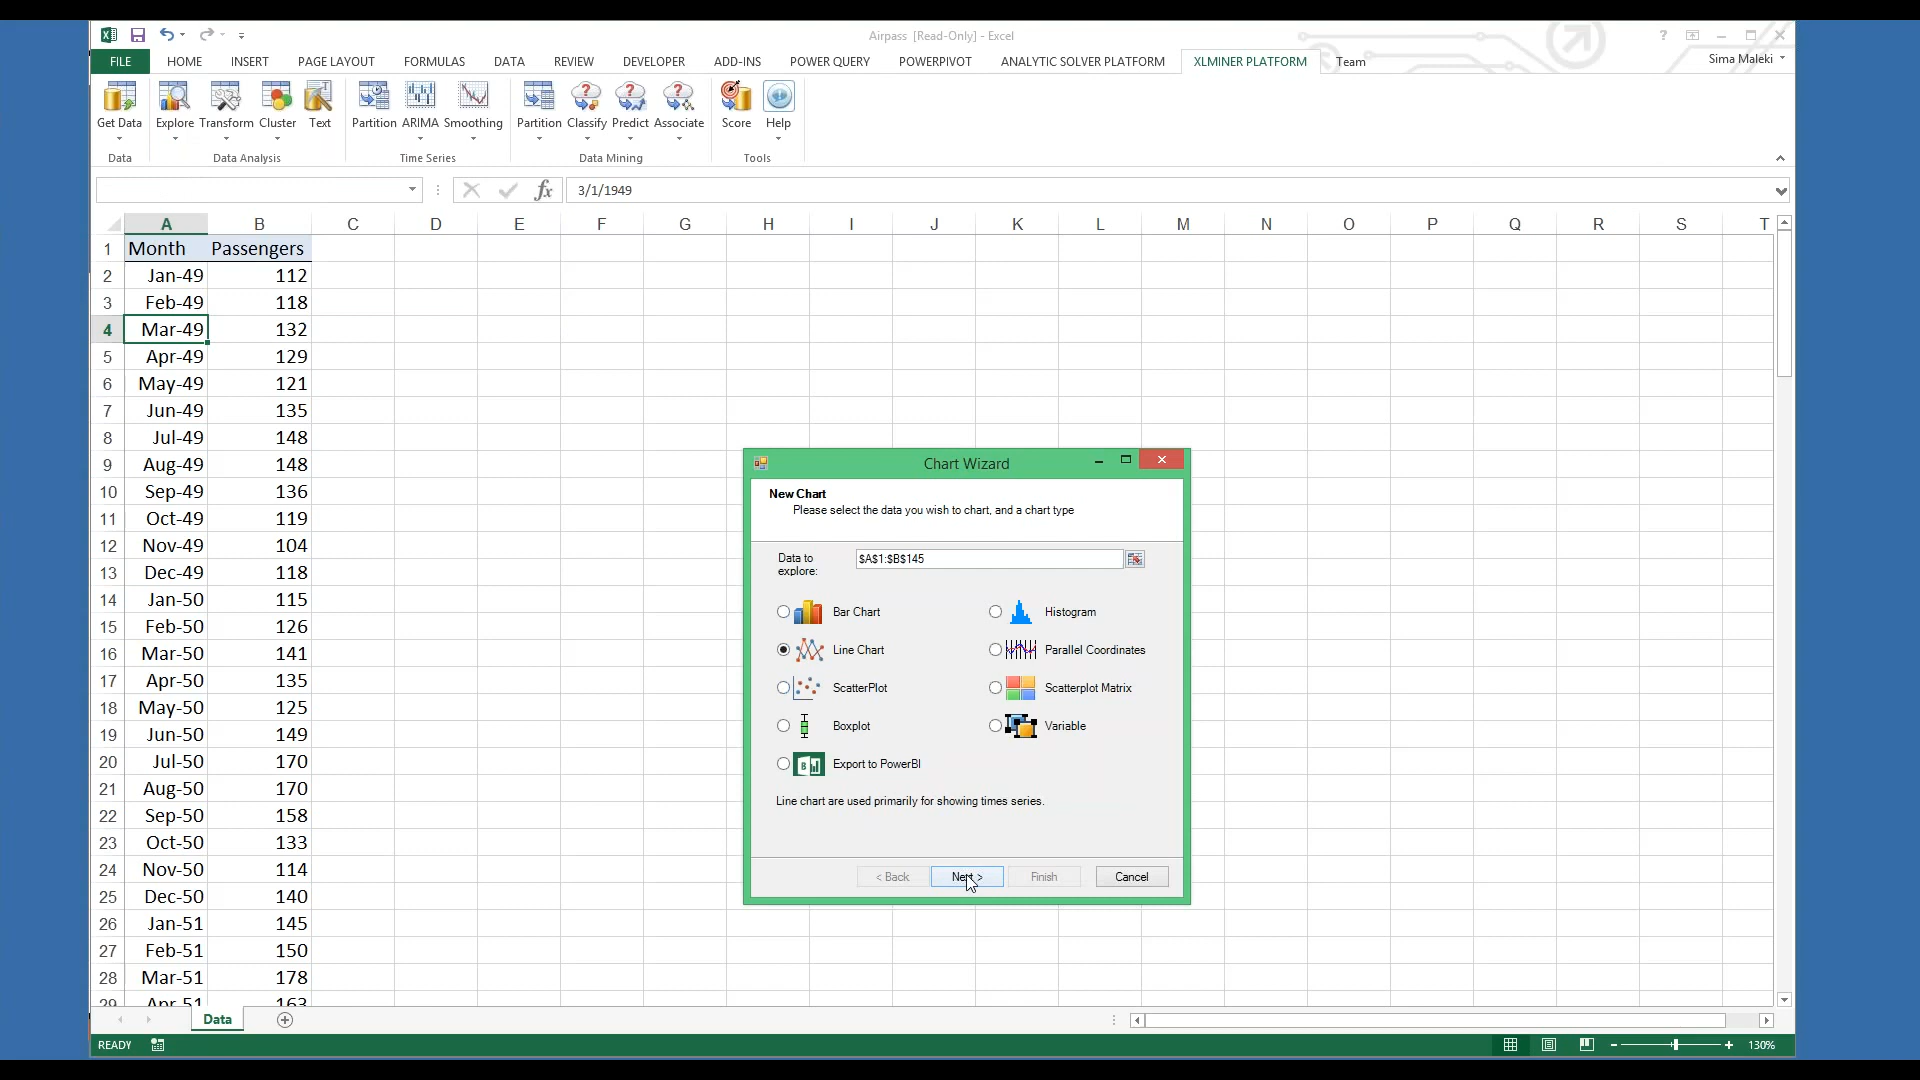 Airpass [Read-Only] - Excel
?
FILE HOME INSERT PAGE LAYOUT FORMULAS DATA REVIEW DEVELOPER ADD-INS POWER QUERY POWERPIVOT ANALYTIC SOLVER PLATFORM XLMINER PLATFORM Team Sima Maleki
Get Data Explore Transform Cluster Text Partition ARIMA Smoothing Partition Classify Predict Associate Score Help
Data Data Analysis Time Series Data Mining Tools
fx 3/1/1949
A B C D E F G H I J K L M N O P Q R S T
1 Month Passengers
2 Jan-49 112
3 Feb-49 118
4 Mar-49 132
5 Apr-49 129
6 May-49 121
7 Jun-49 135
8 Jul-49 148
9 Aug-49 148
10 Sep-49 136
11 Oct-49 119
12 Nov-49 104
13 Dec-49 118
14 Jan-50 115
15 Feb-50 126
16 Mar-50 141
17 Apr-50 135
18 May-50 125
19 Jun-50 149
20 Jul-50 170
21 Aug-50 170
22 Sep-50 158
23 Oct-50 133
24 Nov-50 114
25 Dec-50 140
26 Jan-51 145
27 Feb-51 150
28 Mar-51 178
29 Apr-51 163
Chart Wizard
New Chart
Please select the data you wish to chart, and a chart type
Data to
explore:
$A$1:$B$145
Bar Chart Histogram
Line Chart Parallel Coordinates
ScatterPlot Scatterplot Matrix
Boxplot Variable
Export to PowerBI
Line chart are used primarily for showing times series.
< Back Next > Finish Cancel
Data
READY 130%